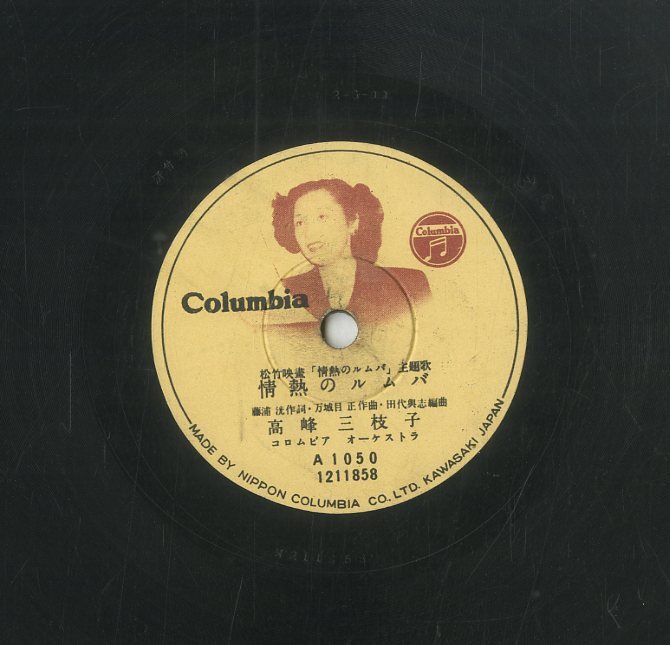 2-3-22
Columbia
Columbia
松竹映畫「情熱のルムバ」主題歌
情熱のルムバ
藤浦 洸作詞・万城目 正作曲・田代與志編曲
高峰三枝子
コロムビア オーケストラ
A1050
1211858
MADE BY NIPPON COLUMBIA CO., LTD. KAWASAKI JAPAN